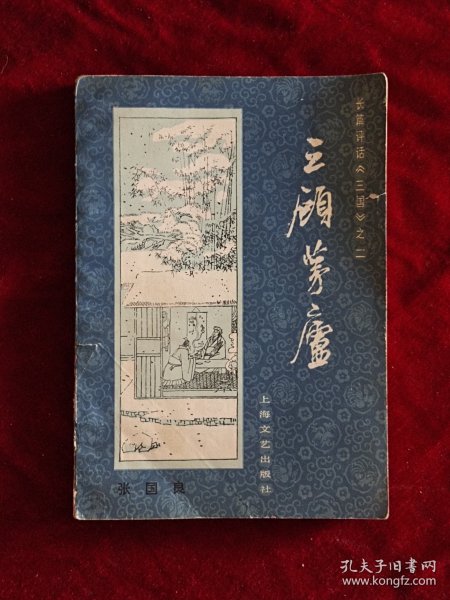 长篇评话《三国》之二
三顾茅庐
上海文艺出版社
张国良
孔夫子旧书网
www.kongfz.com